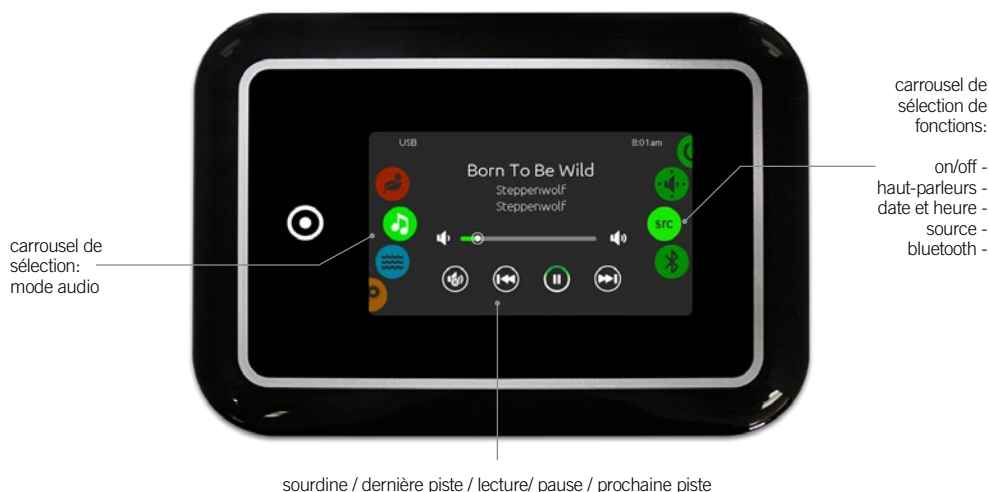 USB
8:01am
Born To Be Wild
Steppenwolf
Steppenwolf
src
carrousel de
sélection:
mode audio
carrousel de
sélection de
fonctions:
on/off -
haut-parleurs -
date et heure -
source -
bluetooth -
sourdine / dernière piste / lecture/ pause / prochaine piste